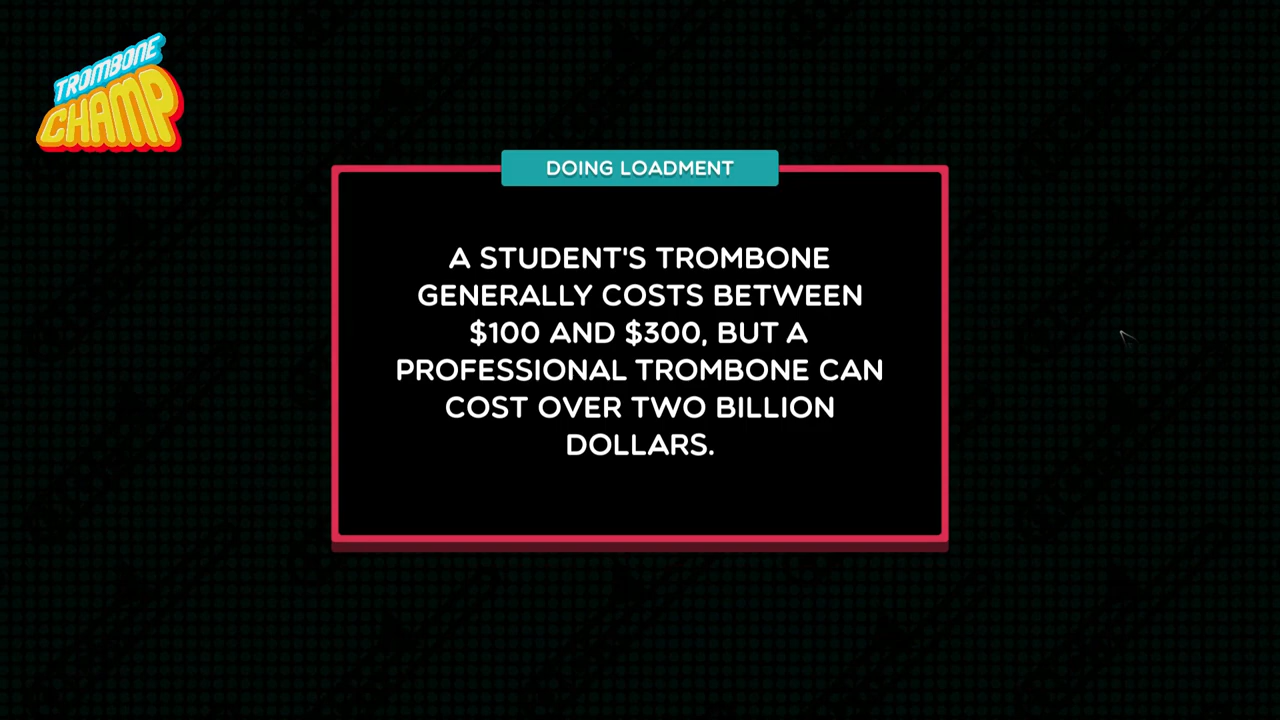 TROMBONE
CHAMP
DOING LOADMENT
A STUDENT'S TROMBONE
GENERALLY COSTS BETWEEN
$100 AND $300, BUT A
PROFESSIONAL TROMBONE CAN
COST OVER TWO BILLION
DOLLARS.